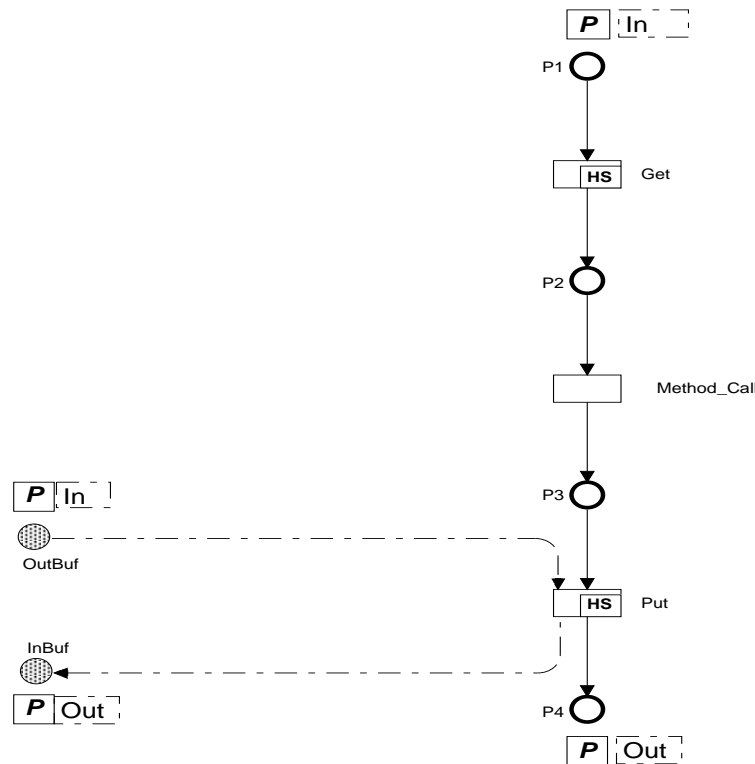 P In
P1
HS Get
P2
Method_Call
P In
P3
OutBuf
HS Put
InBuf
P Out
P4
P Out